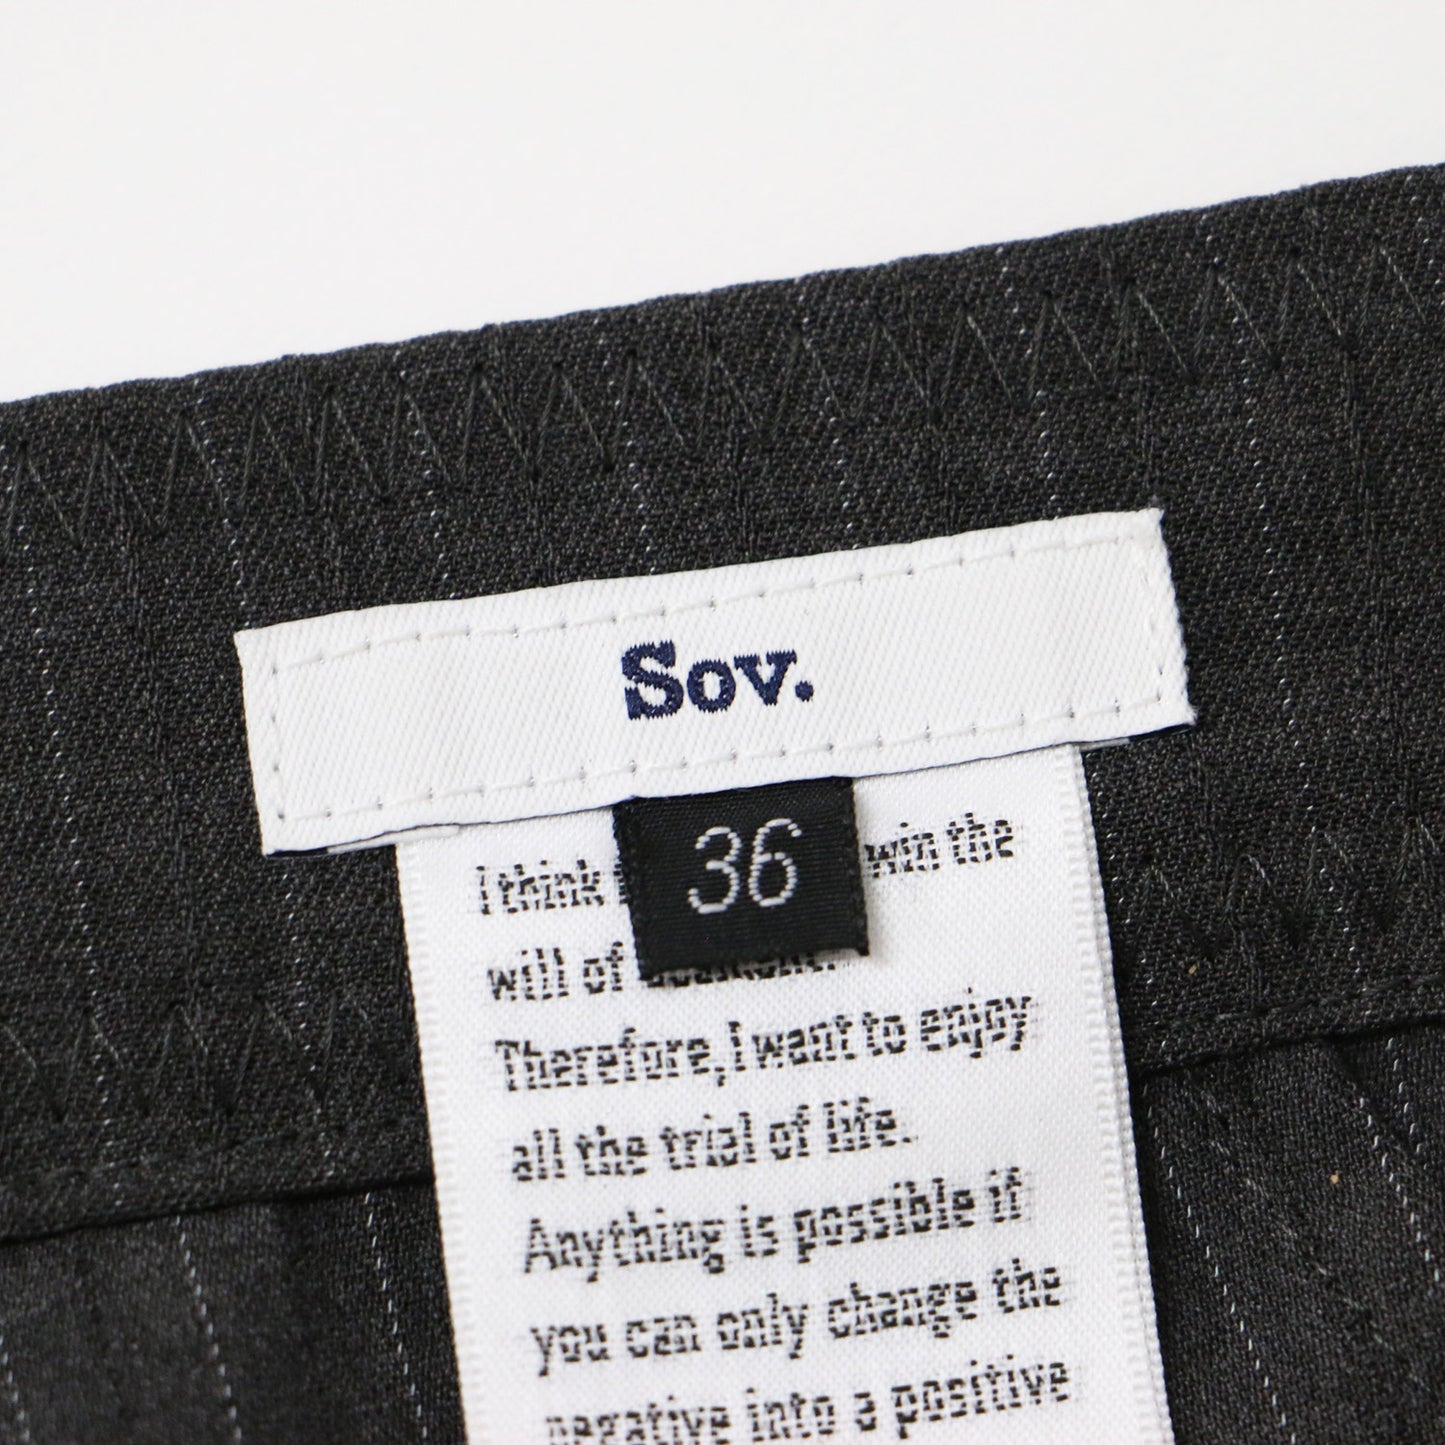 Sov.
36
I think win the
will of
Therefore, I want to enjoy
all the trial of life.
Anything is possible if
you can only change the
negative into a positive